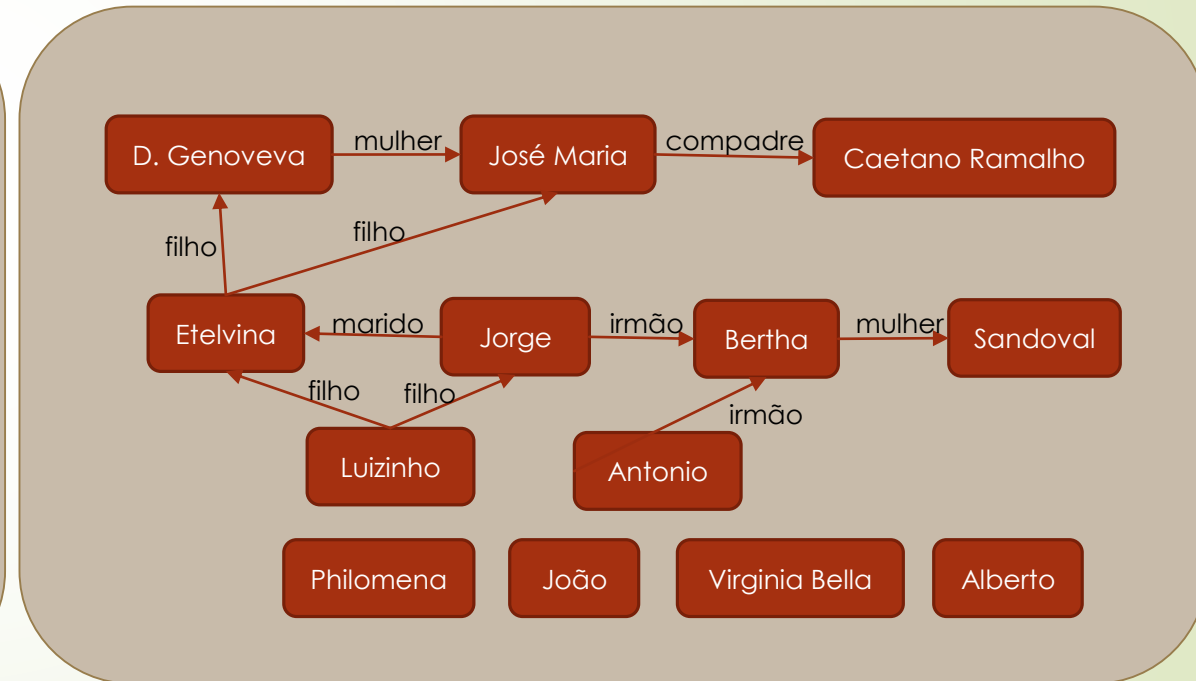 D. Genoveva
mulher
José Maria
compadre
Caetano Ramalho
filho
filho
Etelvina
marido
Jorge
irmão
Bertha
mulher
Sandoval
filho
filho
irmão
Luizinho
Antonio
Philomena
João
Virginia Bella
Alberto